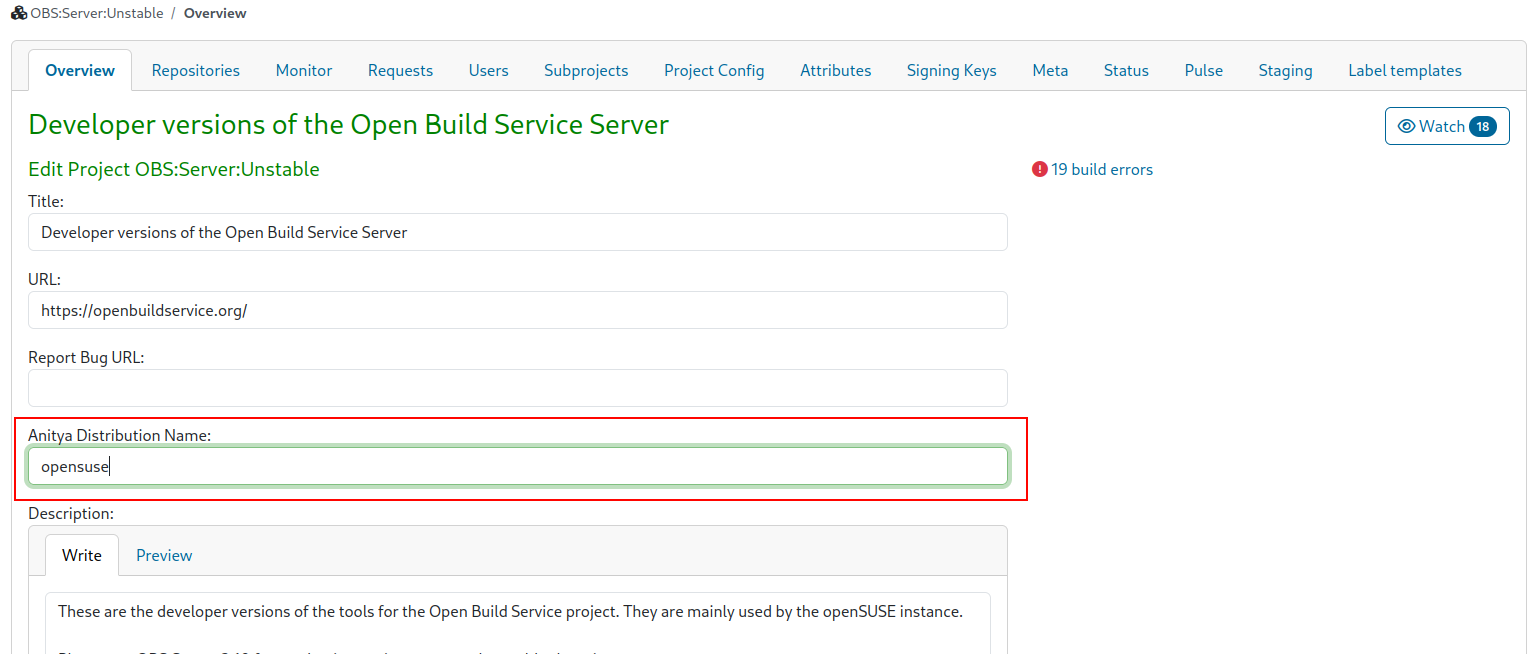 OBS:Server:Unstable / Overview
Overview Repositories Monitor Requests Users Subprojects Project Config Attributes Signing Keys Meta Status Pulse Staging Label templates
Developer versions of the Open Build Service Server
Watch 18
Edit Project OBS:Server:Unstable
19 build errors
Title:
Developer versions of the Open Build Service Server
URL:
https://openbuildservice.org/
Report Bug URL:
Anitya Distribution Name:
opensuse
Description:
Write Preview
These are the developer versions of the tools for the Open Build Service project. They are mainly used by the openSUSE instance.